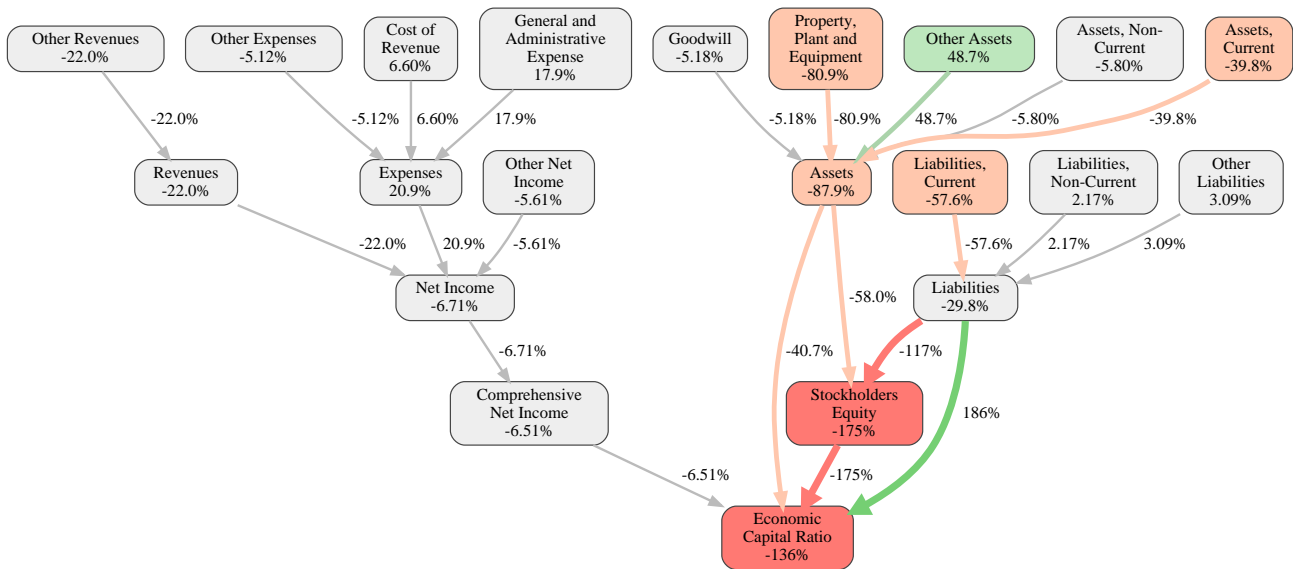 Other Revenues
-22.0%
Other Expenses
-5.12%
Cost of
Revenue
6.60%
General and
Administrative
Expense
17.9%
Goodwill
-5.18%
Property,
Plant and
Equipment
-80.9%
Other Assets
48.7%
Assets, Non-
Current
-5.80%
Assets,
Current
-39.8%
-22.0%
-5.12%
6.60%
17.9%
-5.18%
-80.9%
48.7%
-5.80%
-39.8%
Revenues
-22.0%
Expenses
20.9%
Other Net
Income
-5.61%
Assets
-87.9%
Liabilities,
Current
-57.6%
Liabilities,
Non-Current
2.17%
Other
Liabilities
3.09%
-22.0%
20.9%
-5.61%
-57.6%
2.17%
3.09%
Net Income
-6.71%
-58.0%
Liabilities
-29.8%
-6.71%
-40.7%
-117%
Comprehensive
Net Income
-6.51%
Stockholders
Equity
-175%
186%
-6.51%
-175%
Economic
Capital Ratio
-136%